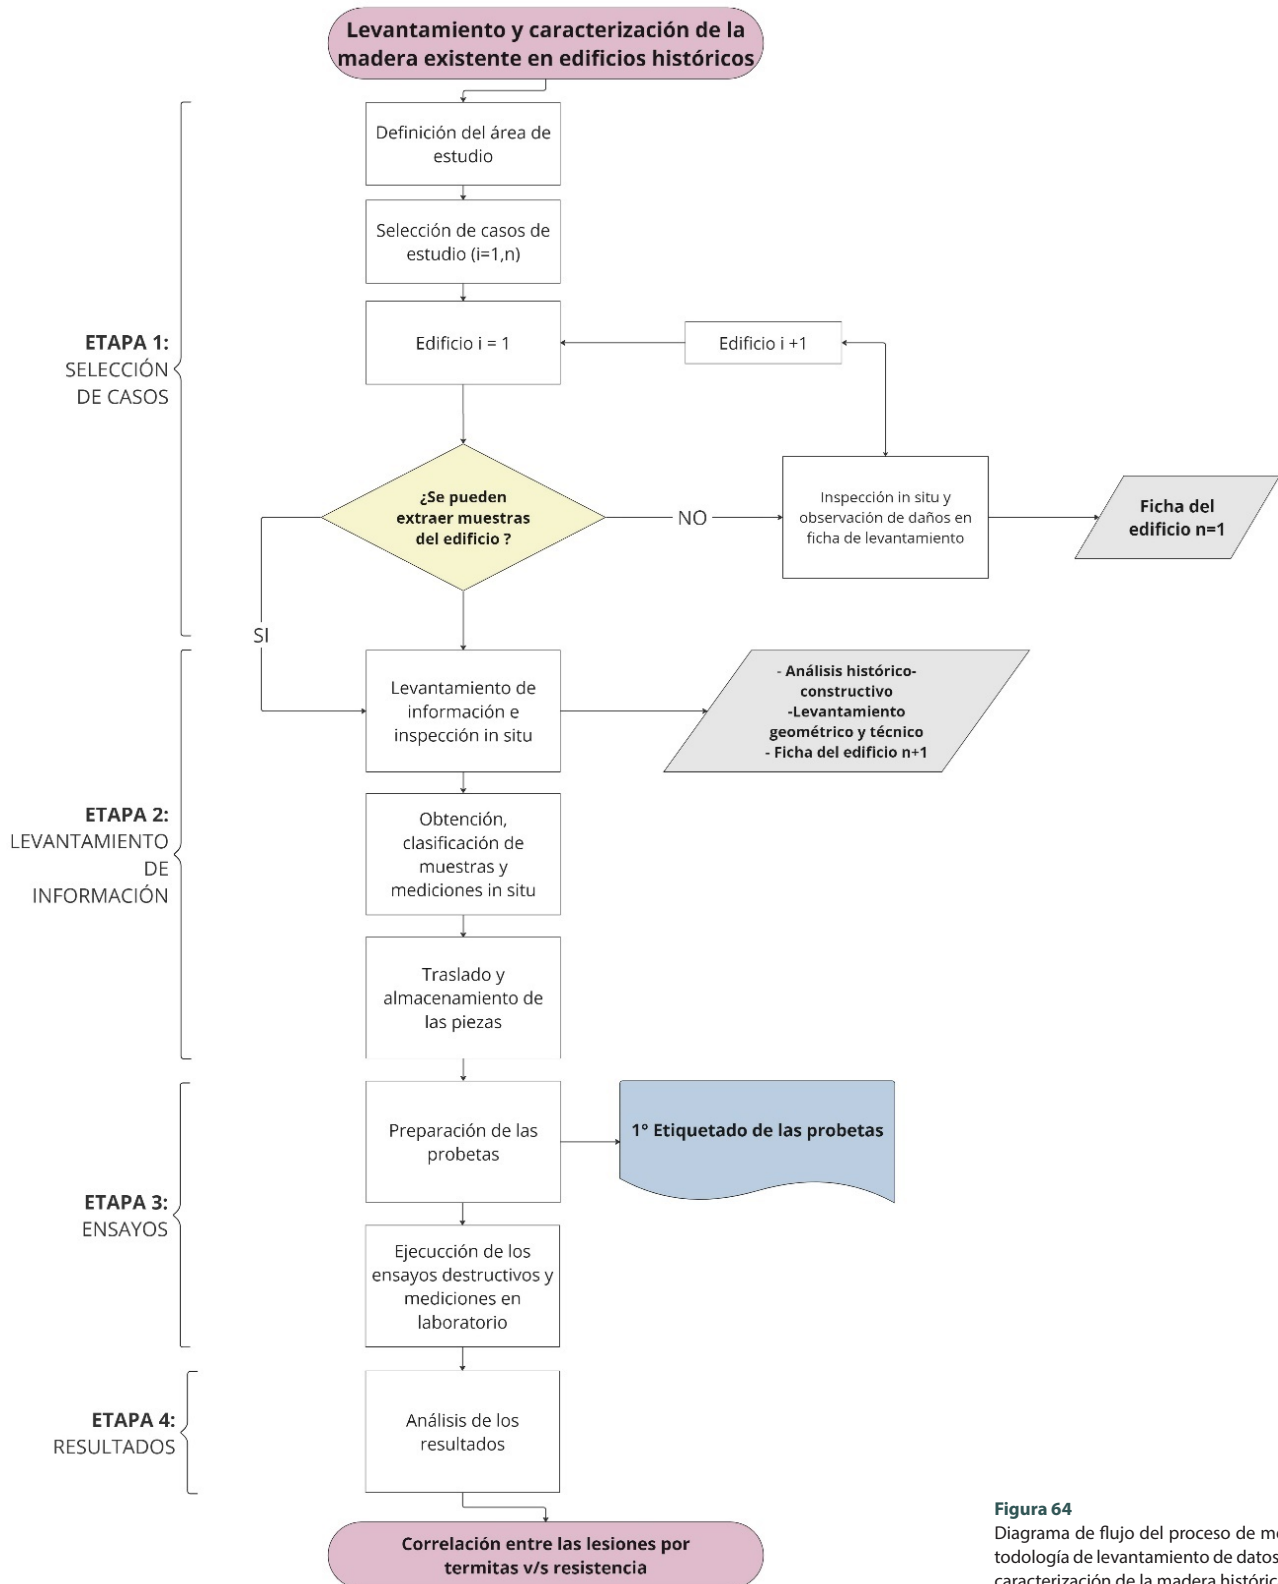 Levantamiento y caracterización de la
madera existente en edificios históricos
Definición del área de
estudio
Selección de casos de
estudio (i=1,n)
ETAPA 1:
SELECCIÓN
DE CASOS
Edificio i = 1
Edificio i +1
¿Se pueden
extraer muestras
del edificio ?
NO
Inspección in situ y
observación de daños en
ficha de levantamiento
Ficha del
edificio n=1
SI
Levantamiento de
información e
inspección in situ
- Análisis histórico-
constructivo
-Levantamiento
geométrico y técnico
- Ficha del edificio n+1
ETAPA 2:
LEVANTAMIENTO
DE
INFORMACIÓN
Obtención,
clasificación de
muestras y
mediciones in situ
Traslado y
almacenamiento de
las piezas
ETAPA 3:
ENSAYOS
Preparación de las
probetas
1° Etiquetado de las probetas
Ejecución de los
ensayos destructivos y
mediciones en
laboratorio
ETAPA 4:
RESULTADOS
Análisis de los
resultados
Correlación entre las lesiones por
termitas v/s resistencia
Figura 64
Diagrama de flujo del proceso de me
todología de levantamiento de datos
caracterización de la madera históric